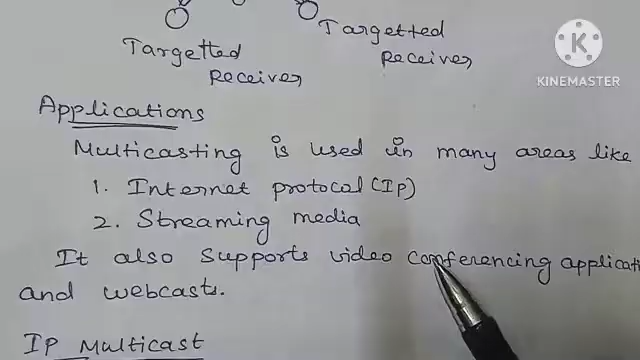 Targetted
Receiver
Targetted
Receiver
KINEMASTER
Applications
Multicasting is used in many areas like
1. Internet protocal (IP)
2. Streaming media
It also supports video conferencing applicati
and webcasts.
IP Multicast